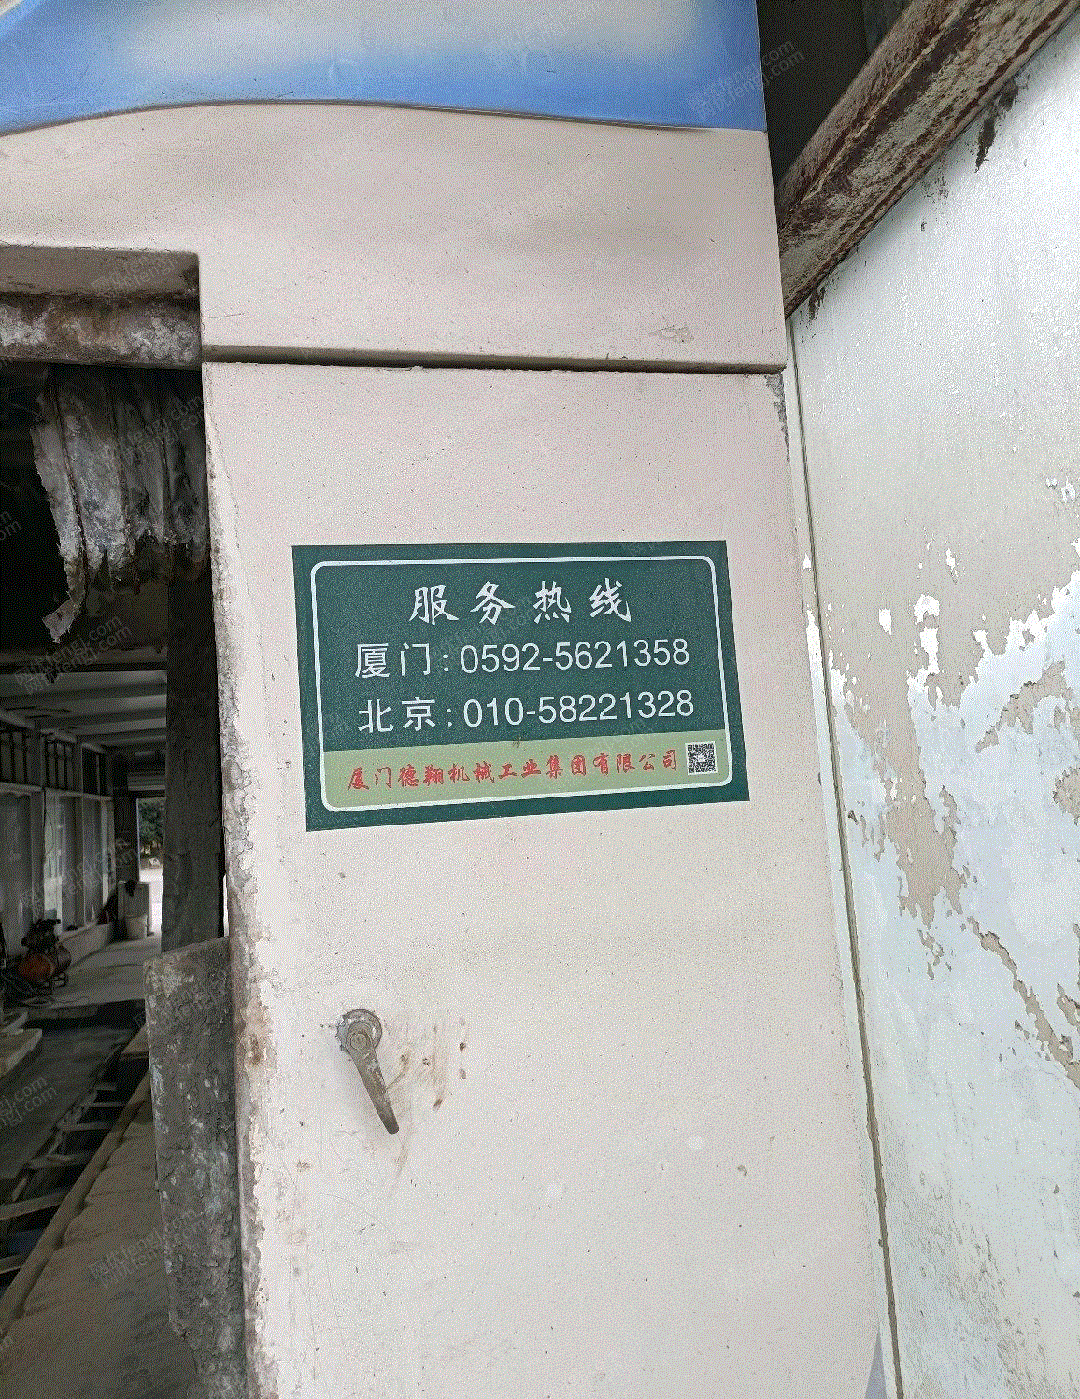 服务热线
厦门:0592-5621358
北京:010-58221328
厦门德翔机械工业集团有限公司